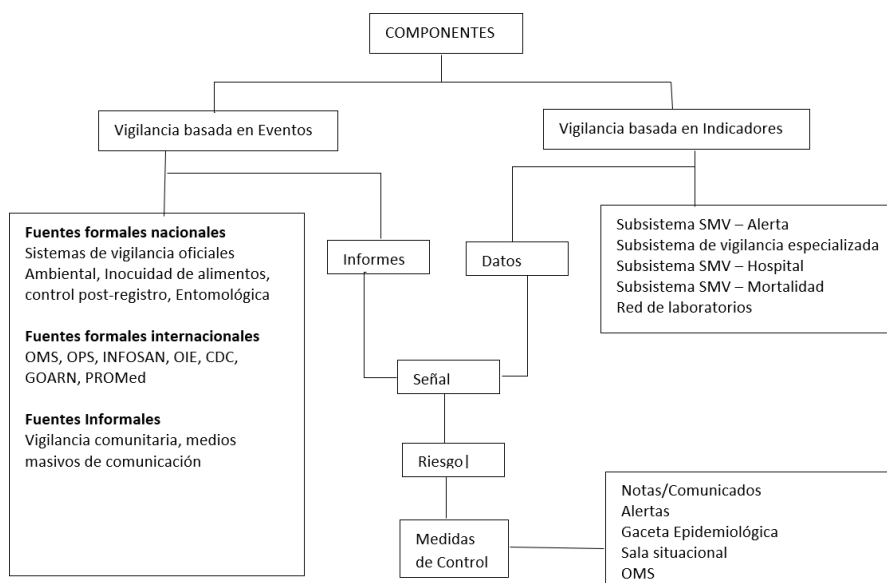 COMPONENTES
Vigilancia basada en Eventos
Vigilancia basada en Indicadores
Fuentes formales nacionales
Sistemas de vigilancia oficiales
Ambiental, Inocuidad de alimentos,
control post-registro, Entomológica
Fuentes formales internacionales
OMS, OPS, INFOSAN, OIE, CDC,
GOARN, PROMed
Fuentes Informales
Vigilancia comunitaria, medios
masivos de comunicación
Informes
Datos
Subsistema SMV – Alerta
Subsistema de vigilancia especializada
Subsistema SMV – Hospital
Subsistema SMV – Mortalidad
Red de laboratorios
Señal
Riesgo|
Medidas
de Control
Notas/Comunicados
Alertas
Gaceta Epidemiológica
Sala situacional
OMS